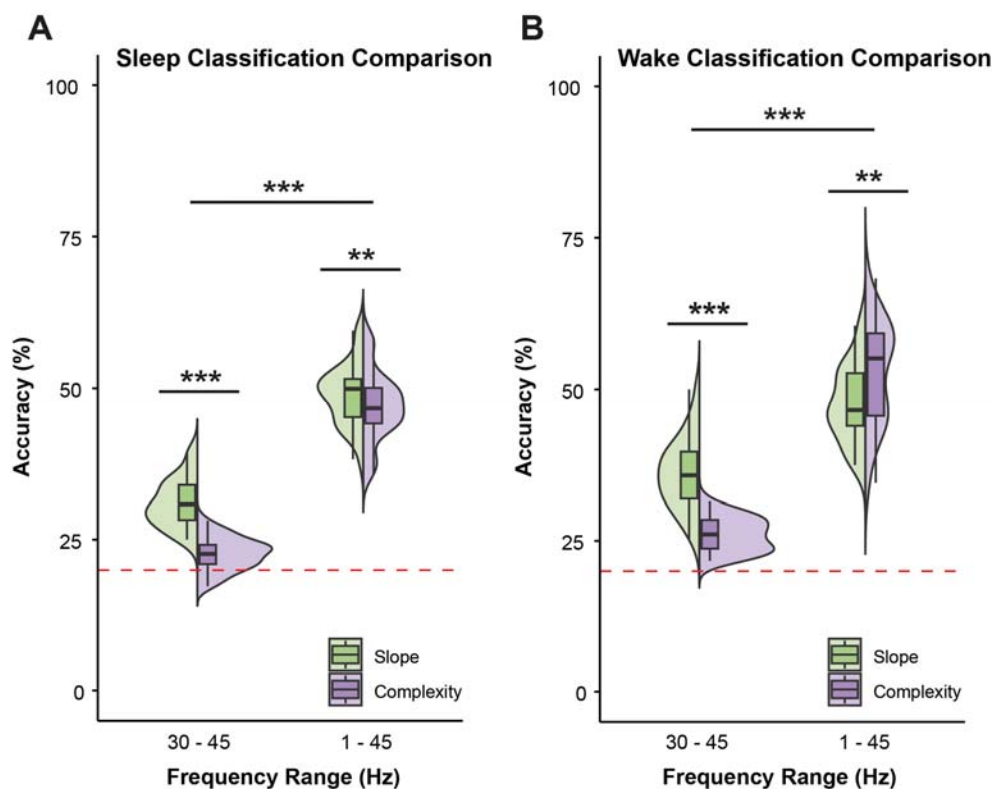 A
Sleep Classification Comparison
100
75
50
25
0
Accuracy (%)
***
***
**
Slope
Complexity
30 - 45
1 - 45
Frequency Range (Hz)
B
Wake Classification Comparison
100
75
50
25
0
Accuracy (%)
***
**
***
Slope
Complexity
30 - 45
1 - 45
Frequency Range (Hz)